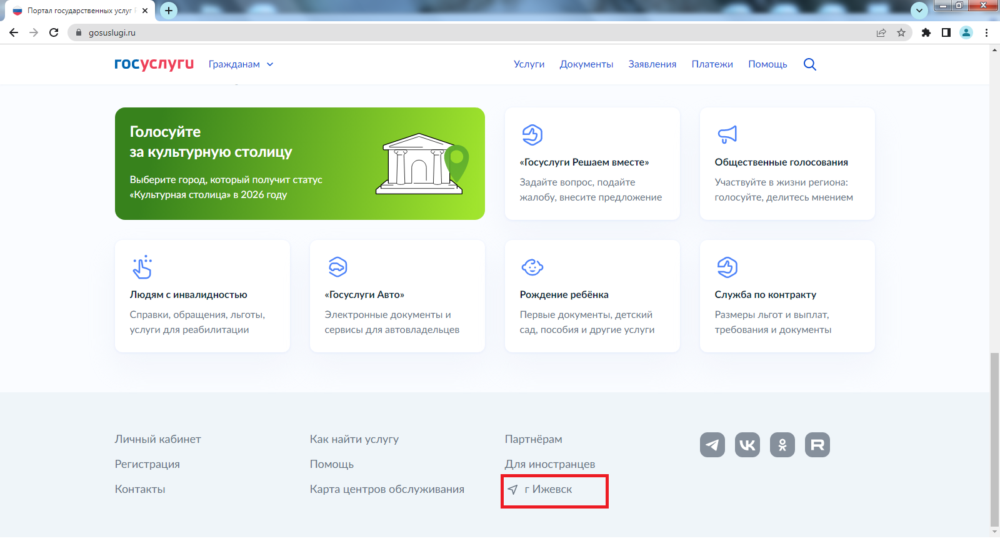 Портал государственных услуг Р
gosuslugi.ru
госуслуги Гражданам Услуги Документы Заявления Платежи Помощь
Голосуйте
за культурную столицу
Выберите город, который получит статус
«Культурная столица» в 2026 году
«Госуслуги Решаем вместе»
Задайте вопрос, подайте
жалобу, внесите предложение
Общественные голосования
Участвуйте в жизни региона:
голосуйте, делитесь мнением
Людям с инвалидностью
Справки, обращения, льготы,
услуги для реабилитации
«Госуслуги Авто»
Электронные документы и
сервисы для автовладельцев
Рождение ребёнка
Первые документы, детский
сад, пособия и другие услуги
Служба по контракту
Размеры льгот и выплат,
требования и документы
Личный кабинет
Регистрация
Контакты
Как найти услугу
Помощь
Карта центров обслуживания
Партнёрам
Для иностранцев
г Ижевск